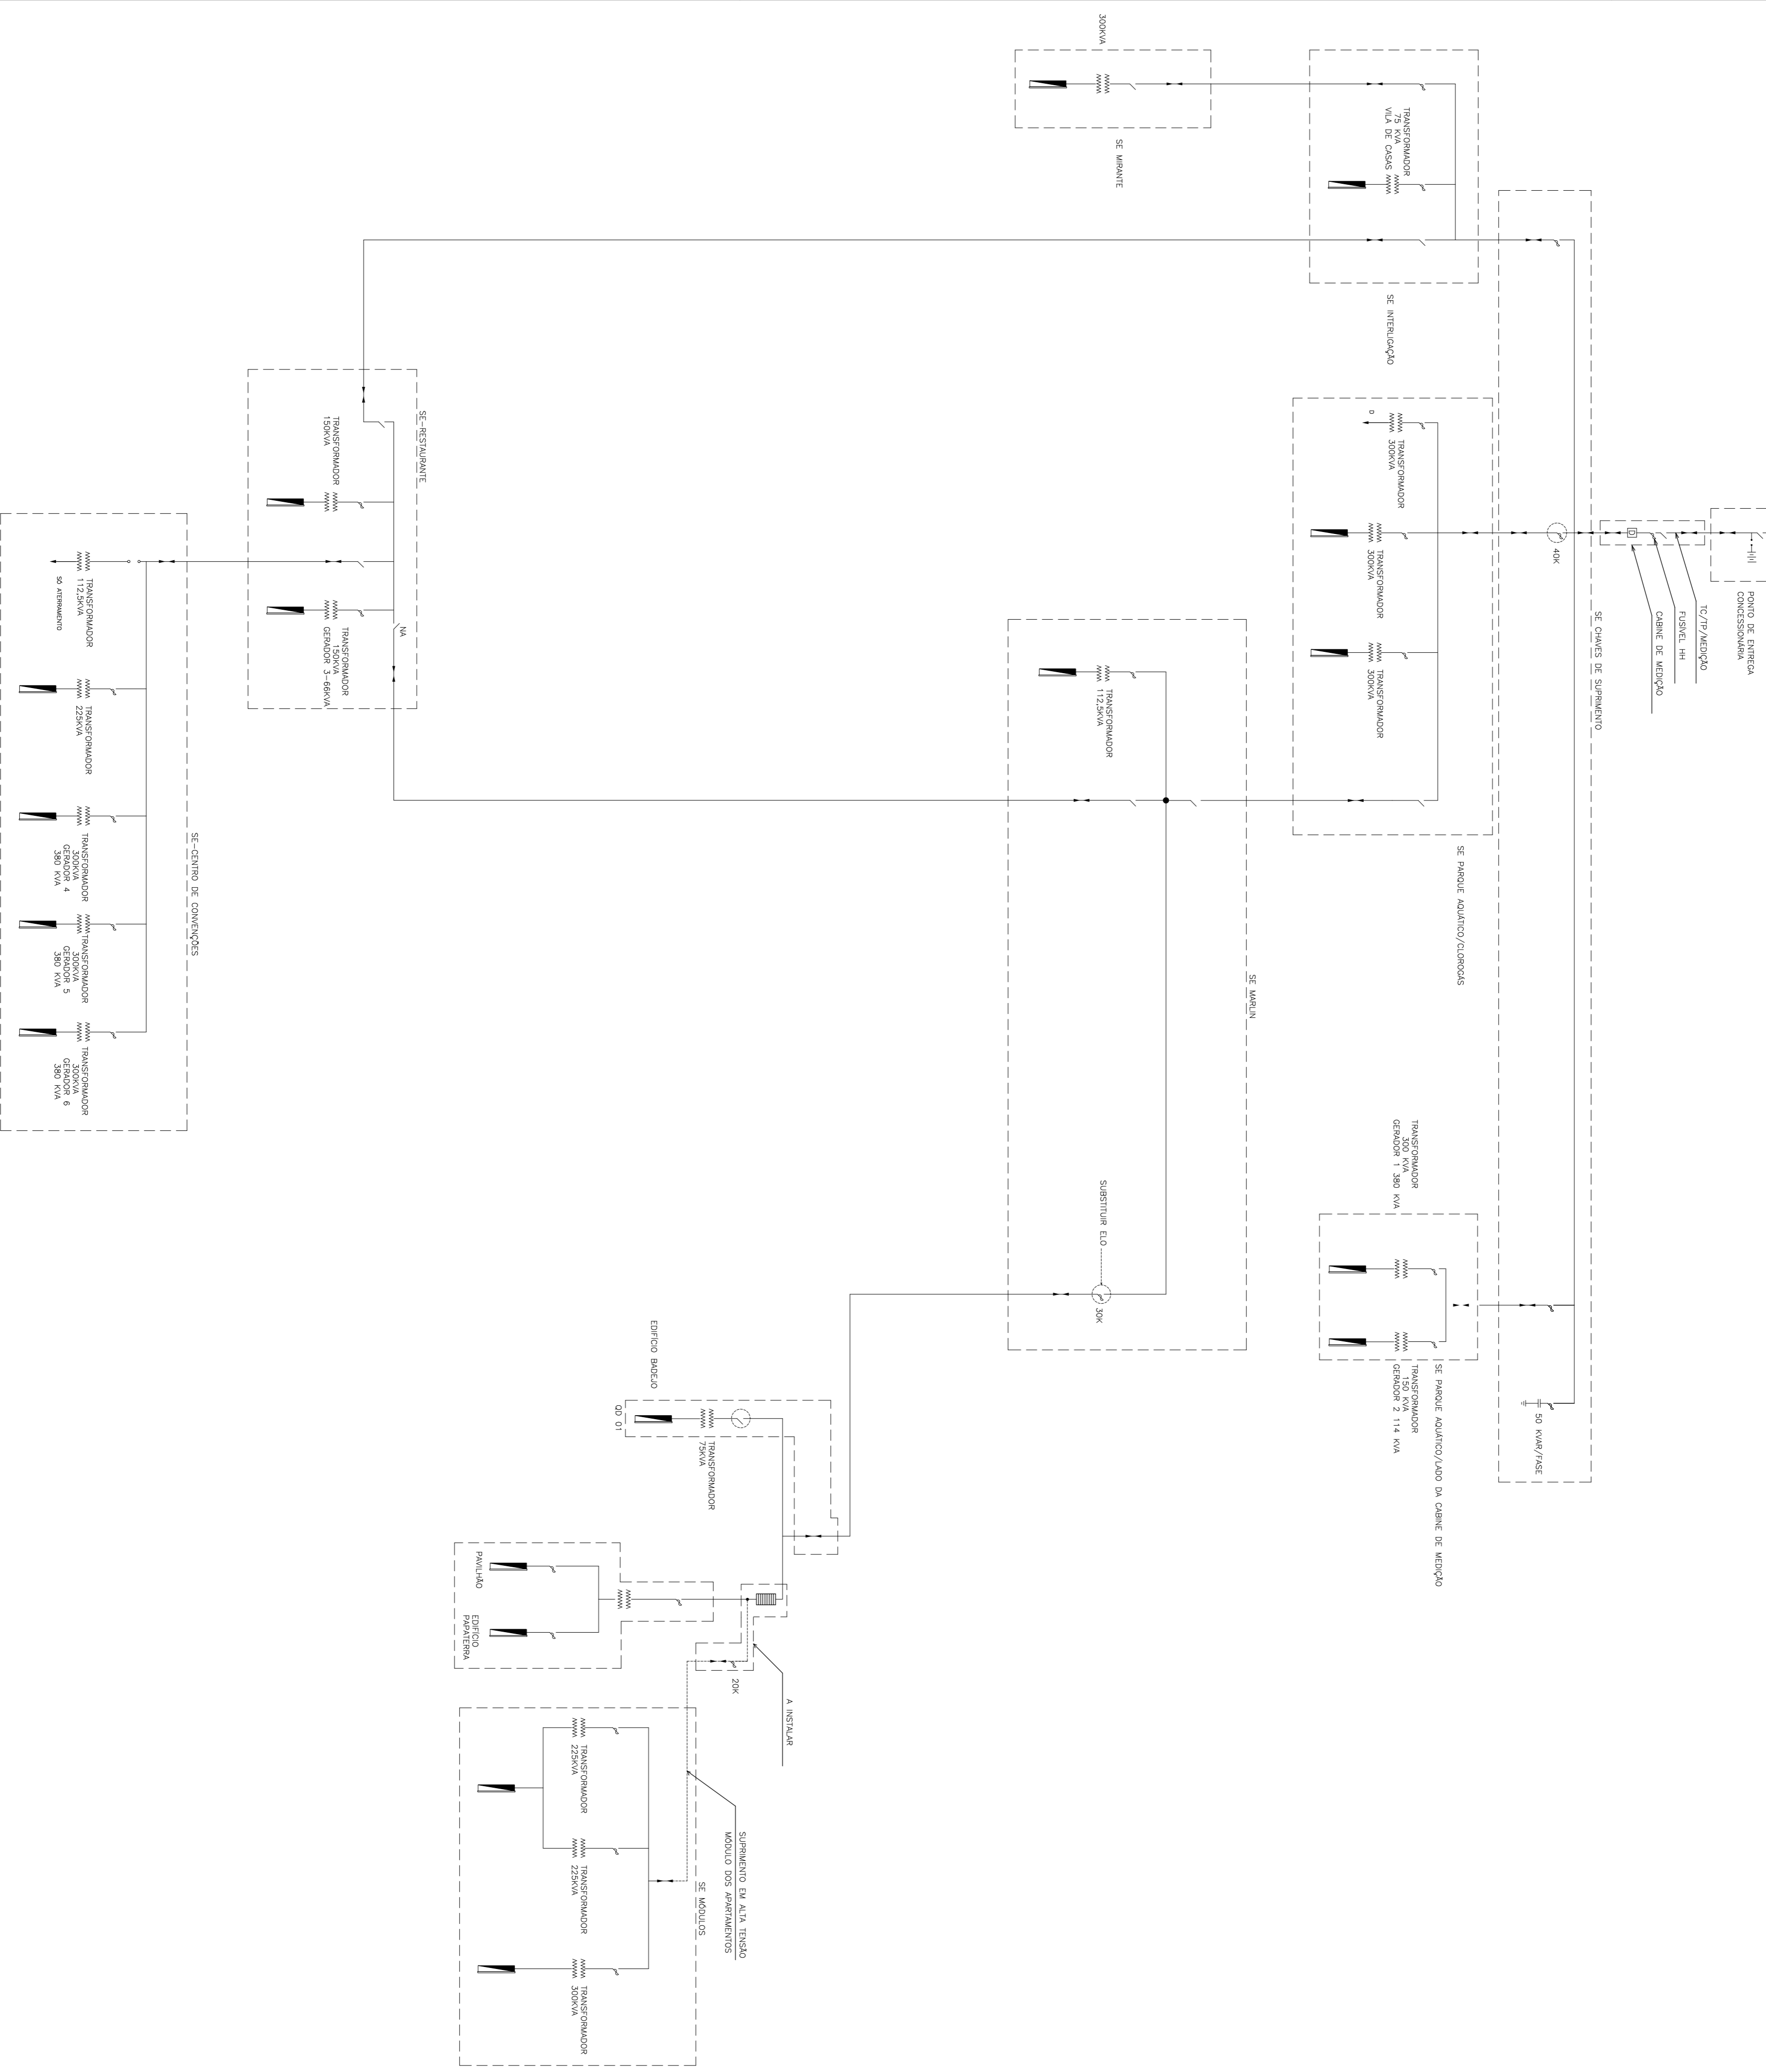 PONTO DE ENTREGA
CONCESSIONÁRIA
TC/TP/MEDIÇÃO
FUSÍVEL HH
CABINE DE MEDIÇÃO
SE CHAVES DE SUPRIMENTO
40K
50 KVAR/FASE
300KVA
SE MIRANTE
TRANSFORMADOR
75 KVA
VILA DE CASAS
SE INTERLIGAÇÃO
TRANSFORMADOR
300KVA
TRANSFORMADOR
300KVA
TRANSFORMADOR
300KVA
SE PARQUE AQUÁTICO/CLOROGÁS
TRANSFORMADOR
300 KVA
GERADOR 1 380 KVA
TRANSFORMADOR
150 KVA
GERADOR 2 114 KVA
SE PARQUE AQUÁTICO/LADO DA CABINE DE MEDIÇÃO
SE MARLIN
TRANSFORMADOR
112,5KVA
SUBSTITUIR ELO
30K
SE-RESTAURANTE
TRANSFORMADOR
150KVA
NA
TRANSFORMADOR
150KVA
GERADOR 3-66KVA
EDIFÍCIO BADEJO
QD 01
TRANSFORMADOR
75KVA
A INSTALAR
20K
PAVILHÃO
EDIFÍCIO
PAPATERRA
SUPRIMENTO EM ALTA TENSÃO
MÓDULO DOS APARTAMENTOS
SE MÓDULOS
TRANSFORMADOR
225KVA
TRANSFORMADOR
225KVA
TRANSFORMADOR
300KVA
SE-CENTRO DE CONVENÇÕES
TRANSFORMADOR
112,5KVA
SÓ ATERRAMENTO
TRANSFORMADOR
225KVA
TRANSFORMADOR
300KVA
GERADOR 4
380 KVA
TRANSFORMADOR
300KVA
GERADOR 5
380 KVA
TRANSFORMADOR
300KVA
GERADOR 6
380 KVA